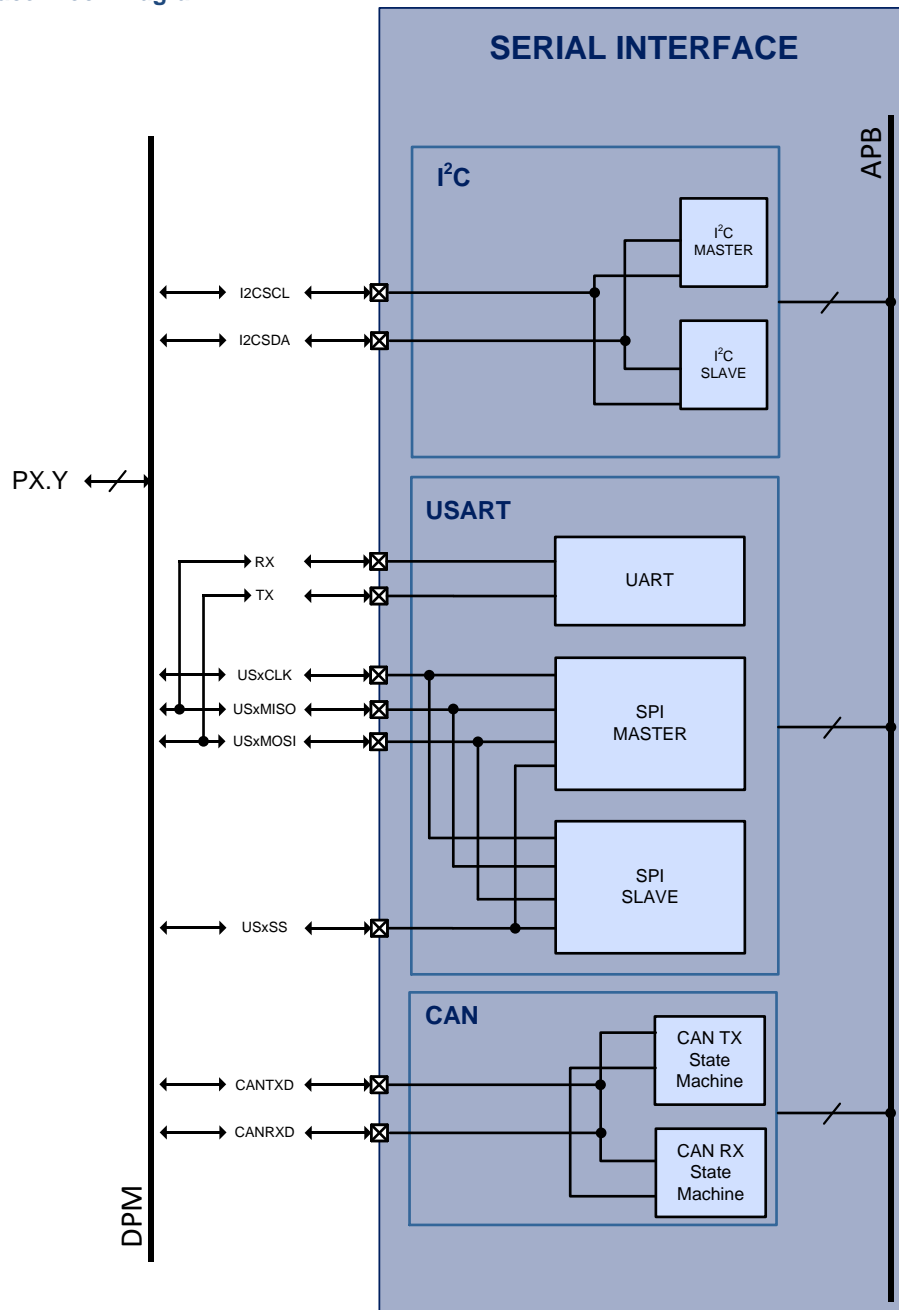 SERIAL INTERFACE
APB
I²C
I²C
MASTER
I2CSCL
I2CSDA
I²C
SLAVE
PX.Y
USART
RX
UART
TX
USxCLK
SPI
MASTER
USxMISO
USxMOSI
SPI
SLAVE
USxSS
CAN
CAN TX
State
Machine
CANTXD
CANRXD
CAN RX
State
Machine
DPM